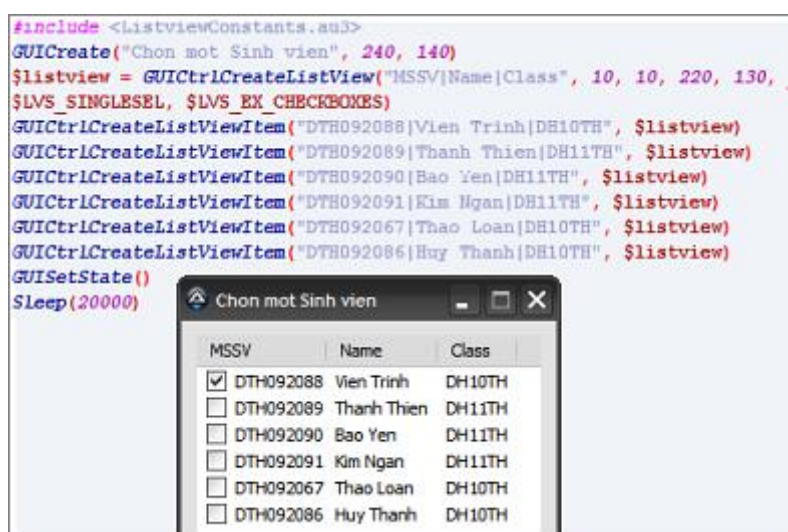 #include <ListviewConstants.au3>
GUICreate("Chon mot Sinh vien", 240, 140)
$listview = GUICtrlCreateListView("MSSV|Name|Class", 10, 10, 220, 130, _
$LVS_SINGLESEL, $LVS_EX_CHECKBOXES)
GUICtrlCreateListViewItem("DTH092088|Vien Trinh|DH10TH", $listview)
GUICtrlCreateListViewItem("DTH092089|Thanh Thien|DH11TH", $listview)
GUICtrlCreateListViewItem("DTH092090|Bao Yen|DH11TH", $listview)
GUICtrlCreateListViewItem("DTH092091|Kim Ngan|DH11TH", $listview)
GUICtrlCreateListViewItem("DTH092067|Thao Loan|DH10TH", $listview)
GUICtrlCreateListViewItem("DTH092086|Huy Thanh|DH10TH", $listview)
GUISetState()
Sleep(20000)
Chon mot Sinh vien
MSSV Name Class
DTH092088 Vien Trinh DH10TH
DTH092089 Thanh Thien DH11TH
DTH092090 Bao Yen DH11TH
DTH092091 Kim Ngan DH11TH
DTH092067 Thao Loan DH10TH
DTH092086 Huy Thanh DH10TH